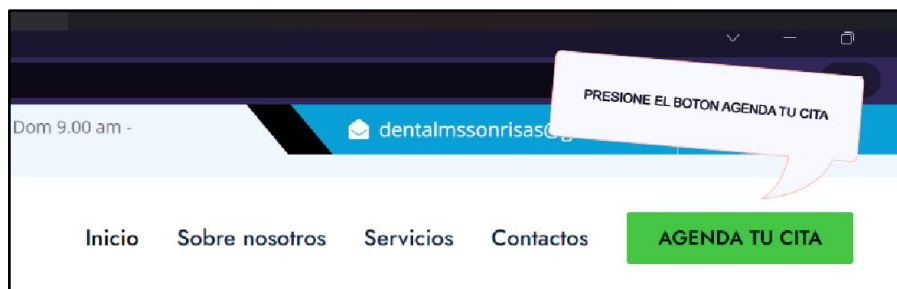 PRESIONE EL BOTON AGENDA TU CITA
Dom 9.00 am -
dentalmssonrisas@g
Inicio Sobre nosotros Servicios Contactos AGENDA TU CITA